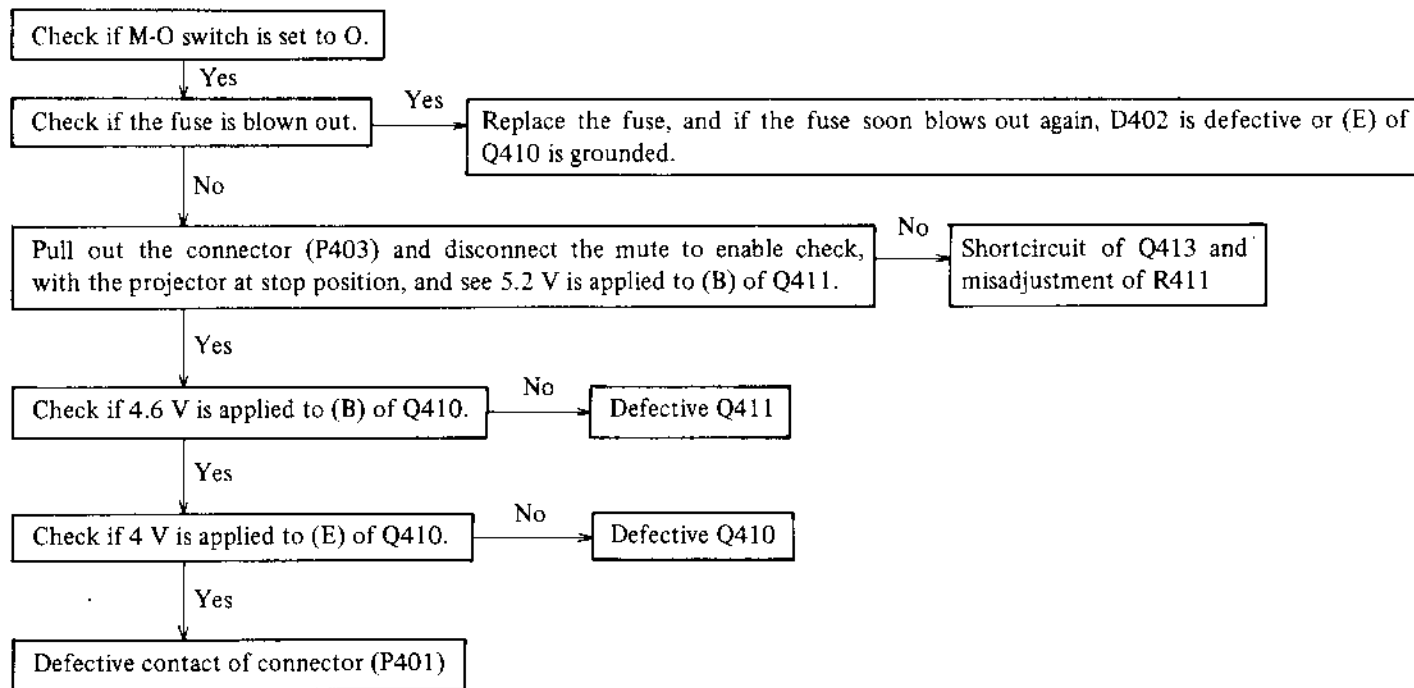 Check if M-O switch is set to O.
Yes
Check if the fuse is blown out.
Yes
Replace the fuse, and if the fuse soon blows out again, D402 is defective or (E) of
Q410 is grounded.
No
Pull out the connector (P403) and disconnect the mute to enable check,
with the projector at stop position, and see 5.2 V is applied to (B) of Q411.
No
Shortcircuit of Q413 and
misadjustment of R411
Yes
Check if 4.6 V is applied to (B) of Q410.
No
Defective Q411
Yes
Check if 4 V is applied to (E) of Q410.
No
Defective Q410
Yes
Defective contact of connector (P401)